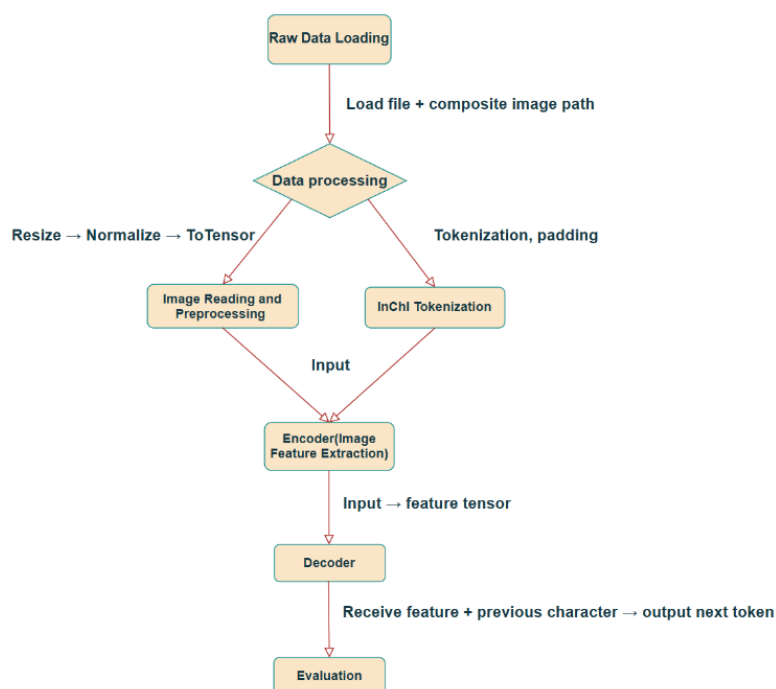 Raw Data Loading
Load file + composite image path
Data processing
Resize → Normalize → ToTensor
Tokenization, padding
Image Reading and
Preprocessing
InChI Tokenization
Input
Encoder(Image
Feature Extraction)
Input → feature tensor
Decoder
Receive feature + previous character → output next token
Evaluation